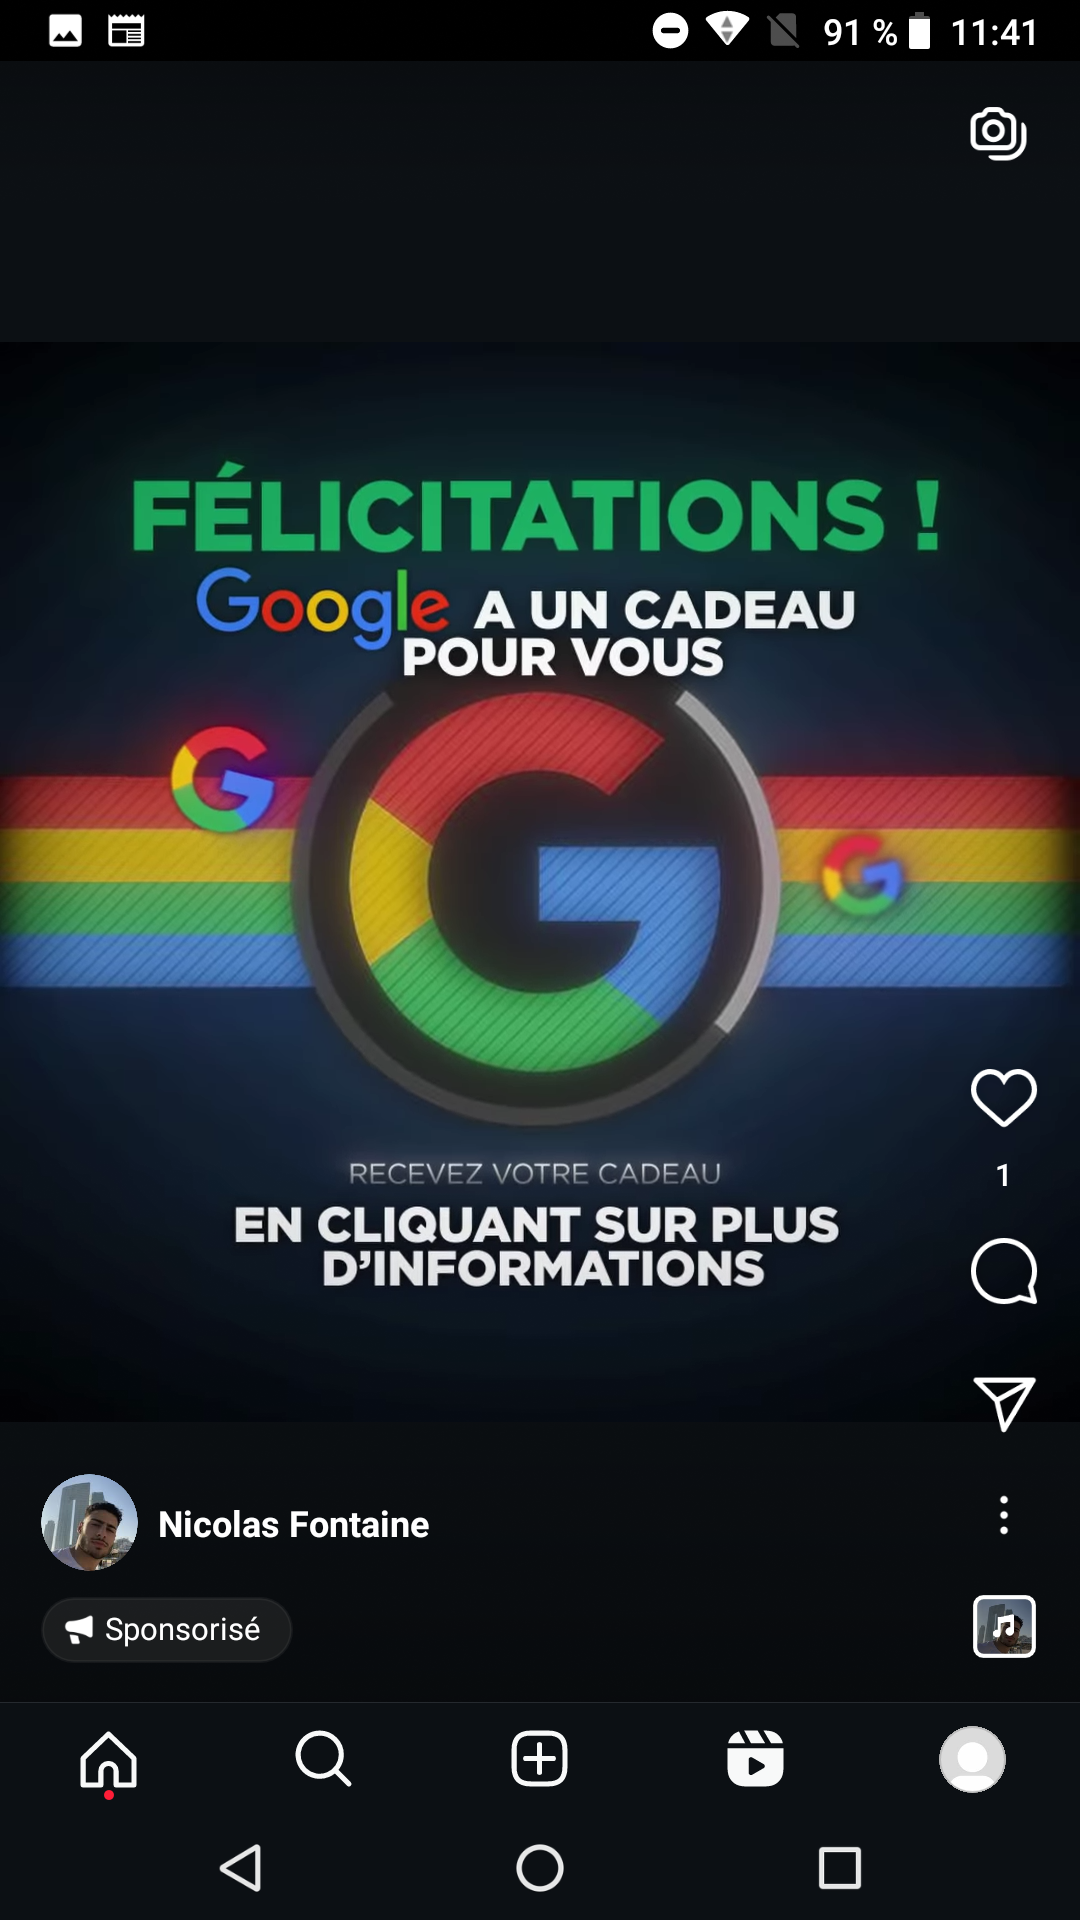 91 % 11:41
FÉLICITATIONS !
Google A UN CADEAU
POUR VOUS
RECEVEZ VOTRE CADEAU
EN CLIQUANT SUR PLUS
D’INFORMATIONS
1
Nicolas Fontaine
Sponsorisé